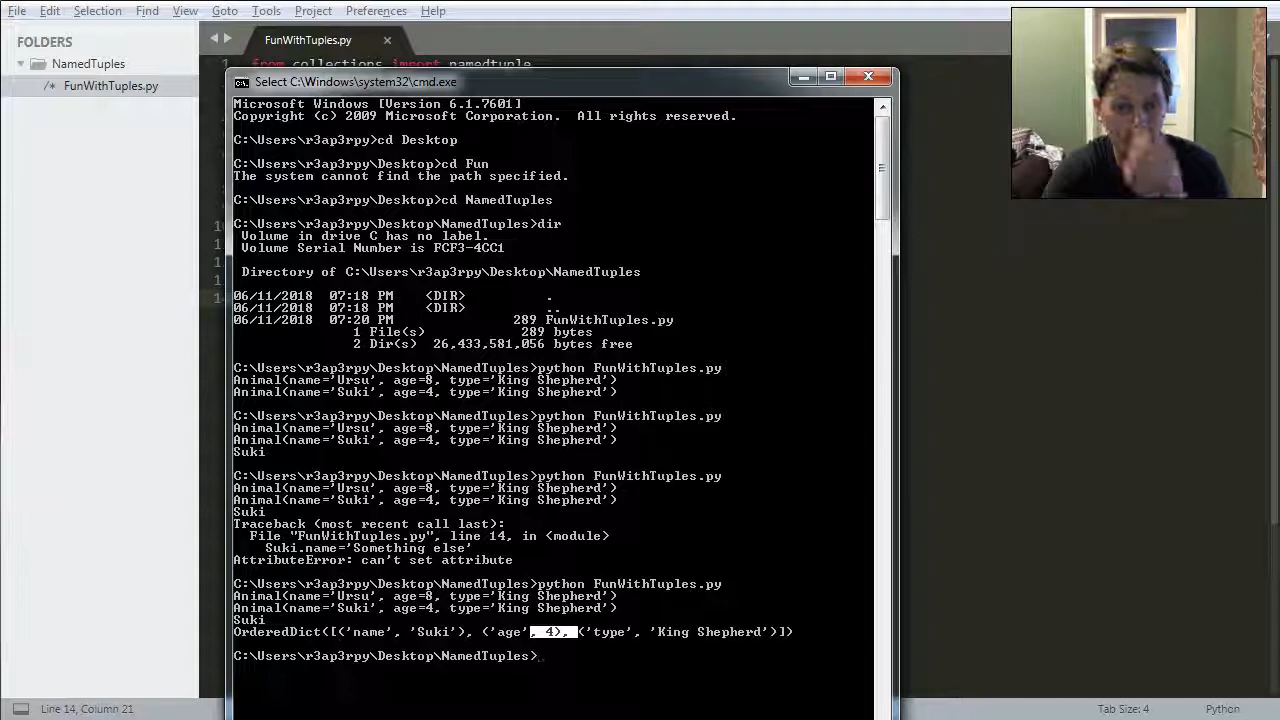 File Edit Selection Find View Goto Tools Project Preferences Help
FOLDERS
NamedTuples
/* FunWithTuples.py
FunWithTuples.py ×
1 from collections import namedtuple
Select C:\Windows\system32\cmd.exe
Microsoft Windows [Version 6.1.7601]
Copyright (c) 2009 Microsoft Corporation.  All rights reserved.
C:\Users\r3ap3rpy>cd Desktop
C:\Users\r3ap3rpy\Desktop>cd Fun
The system cannot find the path specified.
C:\Users\r3ap3rpy\Desktop>cd NamedTuples
C:\Users\r3ap3rpy\Desktop\NamedTuples>dir
Volume in drive C has no label.
Volume Serial Number is FCF3-4CC1
Directory of C:\Users\r3ap3rpy\Desktop\NamedTuples
06/11/2018  07:18 PM    <DIR>          .
06/11/2018  07:18 PM    <DIR>          ..
06/11/2018  07:20 PM               289 FunWithTuples.py
1 File(s)            289 bytes
2 Dir(s)  26,433,581,056 bytes free
C:\Users\r3ap3rpy\Desktop\NamedTuples>python FunWithTuples.py
Animal(name='Ursu', age=8, type='King Shepherd')
Animal(name='Suki', age=4, type='King Shepherd')
C:\Users\r3ap3rpy\Desktop\NamedTuples>python FunWithTuples.py
Animal(name='Ursu', age=8, type='King Shepherd')
Animal(name='Suki', age=4, type='King Shepherd')
Suki
C:\Users\r3ap3rpy\Desktop\NamedTuples>python FunWithTuples.py
Animal(name='Ursu', age=8, type='King Shepherd')
Animal(name='Suki', age=4, type='King Shepherd')
Suki
Traceback (most recent call last):
File "FunWithTuples.py", line 14, in <module>
Suki.name='Something else'
AttributeError: can't set attribute
C:\Users\r3ap3rpy\Desktop\NamedTuples>python FunWithTuples.py
Animal(name='Ursu', age=8, type='King Shepherd')
Animal(name='Suki', age=4, type='King Shepherd')
Suki
OrderedDict([('name', 'Suki'), ('age', 4), ('type', 'King Shepherd')])
C:\Users\r3ap3rpy\Desktop\NamedTuples>
Line 14, Column 21 Tab Size: 4 Python